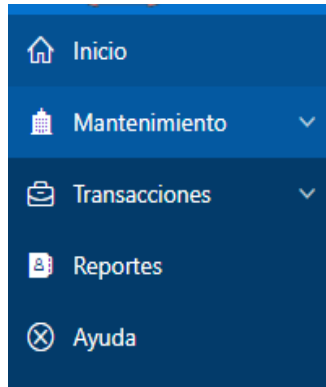 Inicio
Mantenimiento
Transacciones
Reportes
Ayuda